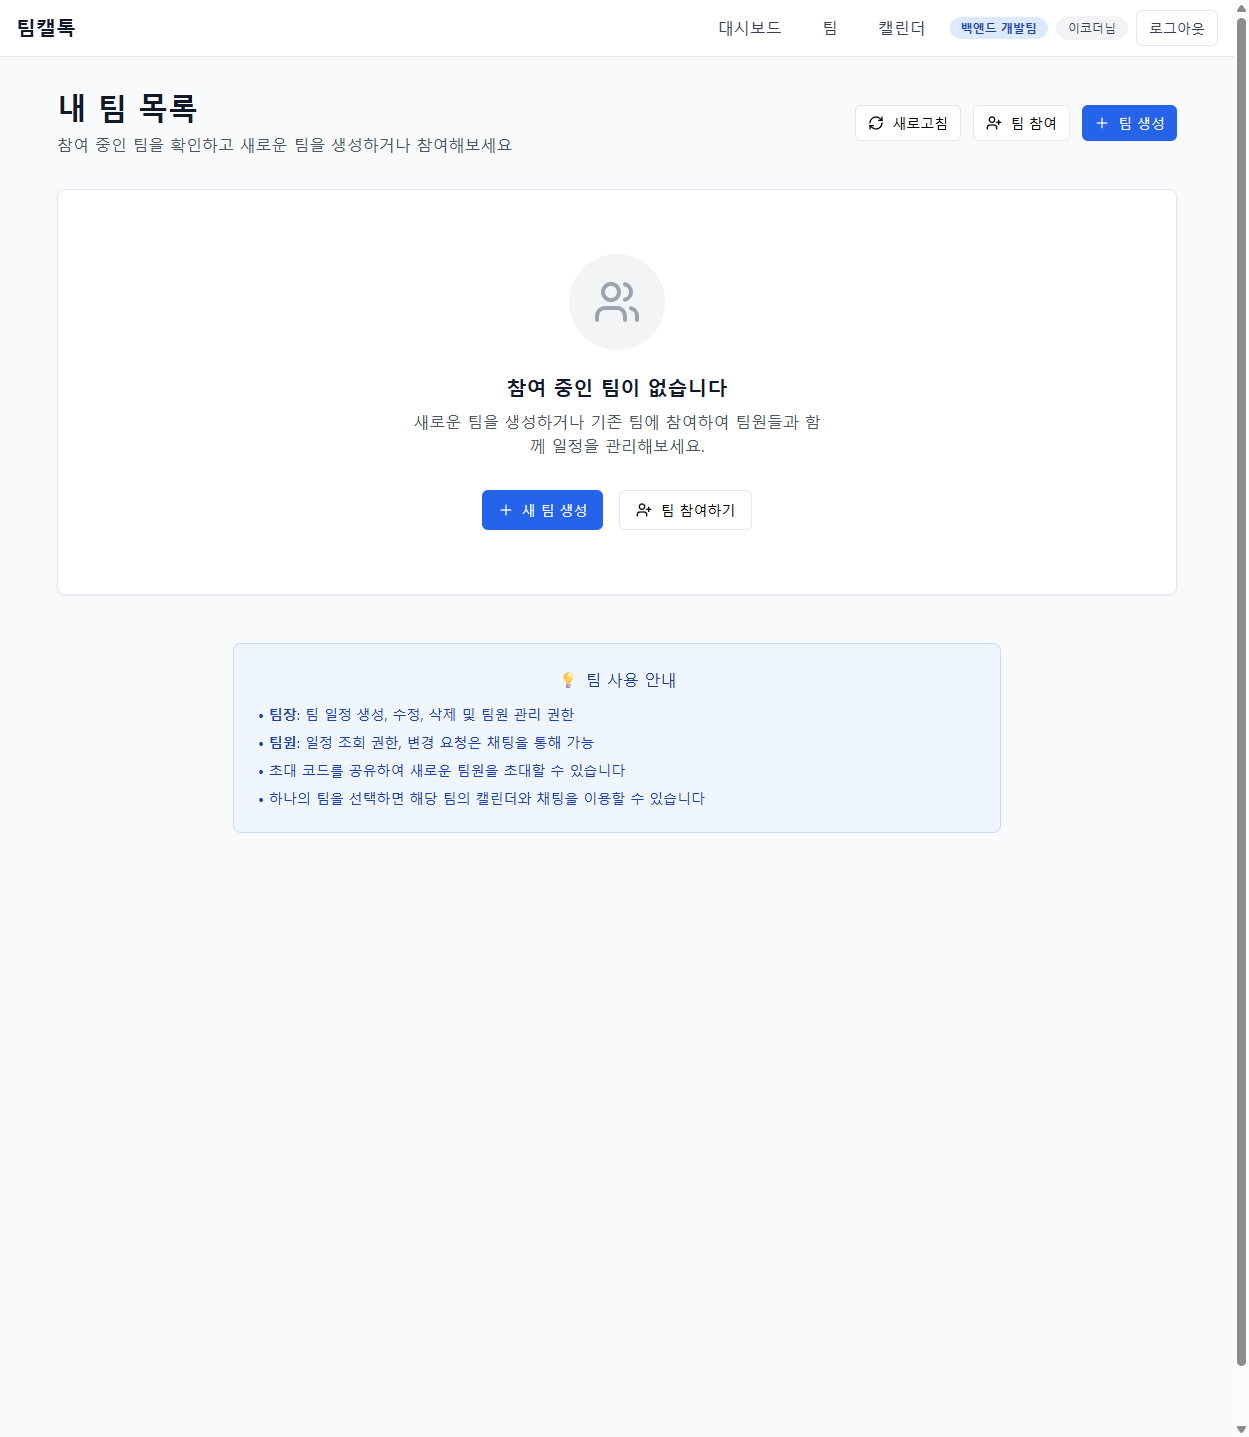 팀캘톡
대시보드 팀 캘린더 백엔드 개발팀 이코더님 로그아웃
내 팀 목록
참여 중인 팀을 확인하고 새로운 팀을 생성하거나 참여해보세요
새로고침 팀 참여 팀 생성
참여 중인 팀이 없습니다
새로운 팀을 생성하거나 기존 팀에 참여하여 팀원들과 함
께 일정을 관리해보세요.
새 팀 생성 팀 참여하기
💡 팀 사용 안내
• 팀장: 팀 일정 생성, 수정, 삭제 및 팀원 관리 권한
• 팀원: 일정 조회 권한, 변경 요청은 채팅을 통해 가능
• 초대 코드를 공유하여 새로운 팀원을 초대할 수 있습니다
• 하나의 팀을 선택하면 해당 팀의 캘린더와 채팅을 이용할 수 있습니다